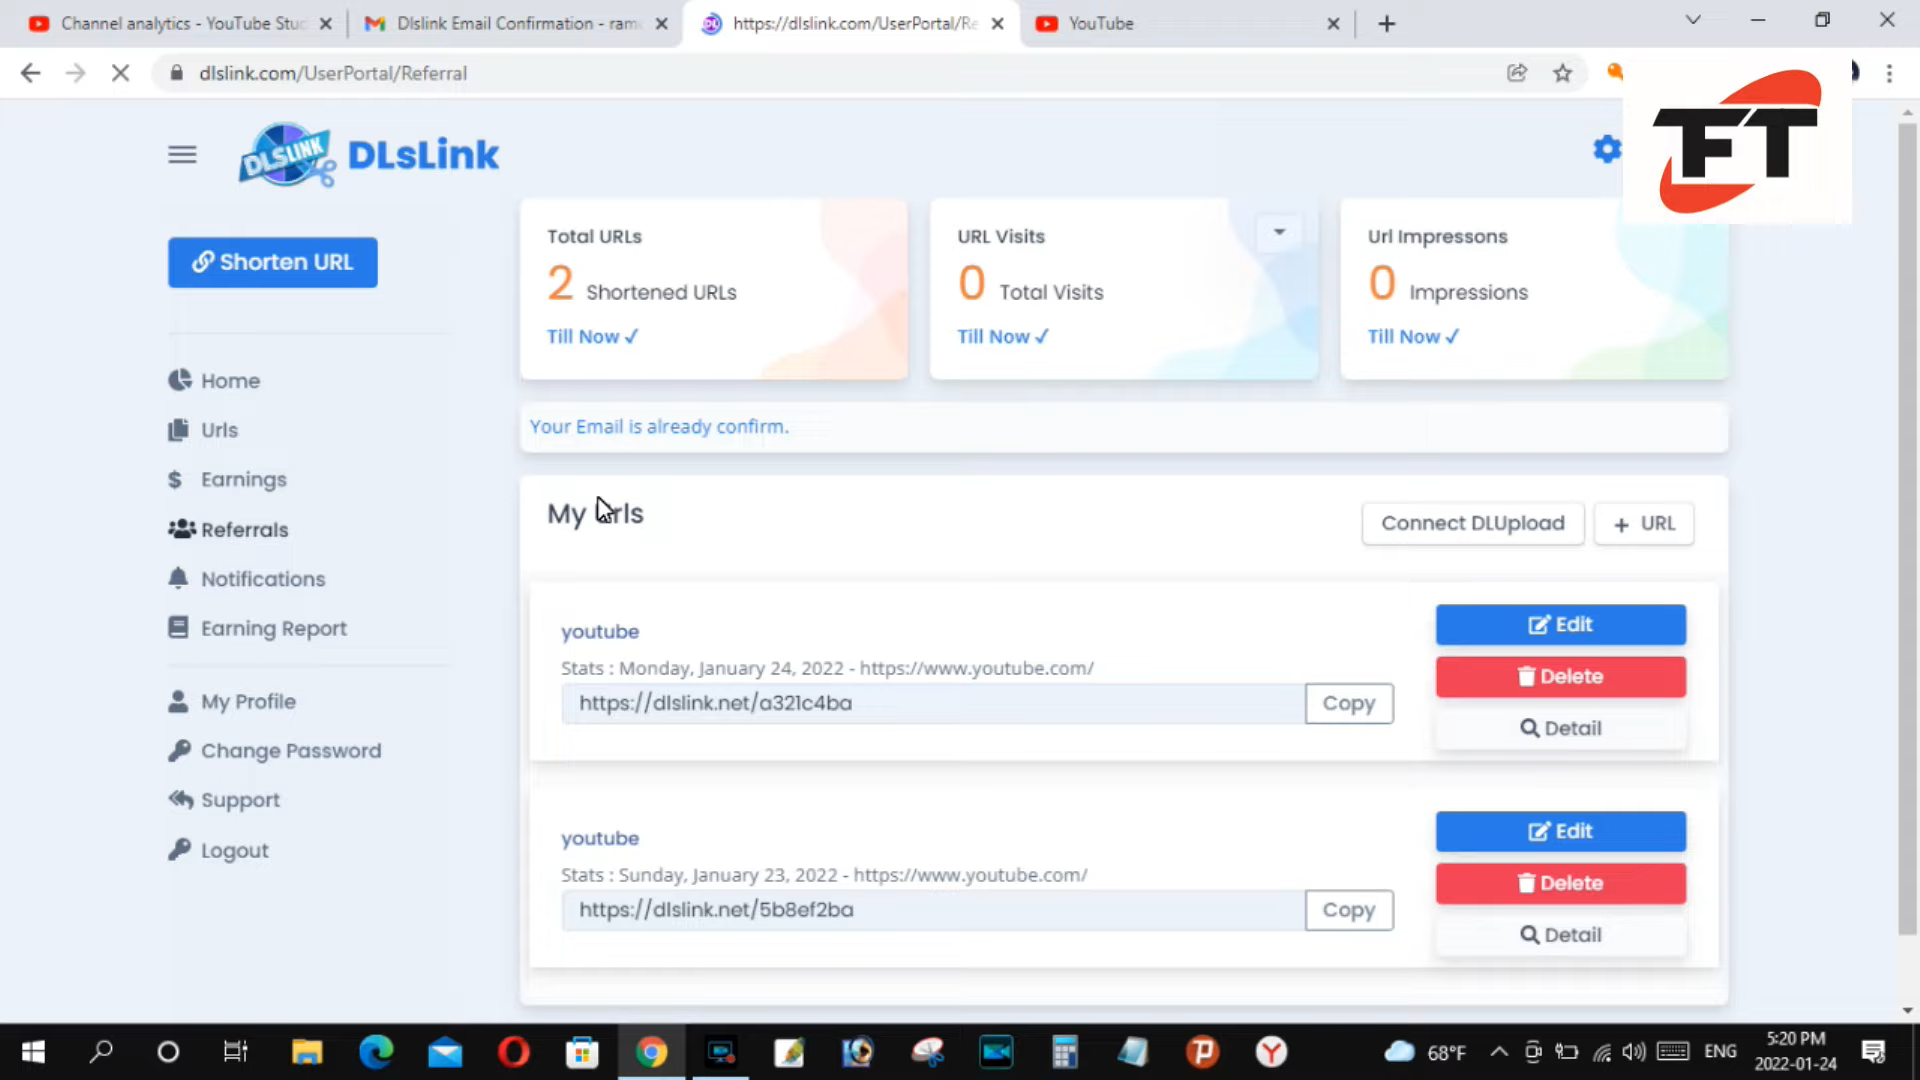 Channel analytics - YouTube Stu
Dlslink Email Confirmation - ram
https://dlslink.com/UserPortal/Re
YouTube
dlslink.com/UserPortal/Referral
FT
DLSLINK
DLsLink
Shorten URL
Home
Urls
Earnings
Referrals
Notifications
Earning Report
My Profile
Change Password
Support
Logout
Total URLs
2 Shortened URLs
Till Now ✓
URL Visits
0 Total Visits
Till Now ✓
Url Impressons
0 Impressions
Till Now ✓
Your Email is already confirm.
My Urls
Connect DLUpload
+ URL
youtube
Stats : Monday, January 24, 2022 - https://www.youtube.com/
https://dlslink.net/a321c4ba
Copy
Edit
Delete
Detail
youtube
Stats : Sunday, January 23, 2022 - https://www.youtube.com/
https://dlslink.net/5b8ef2ba
Copy
Edit
Delete
Detail
68°F
ENG
5:20 PM
2022-01-24